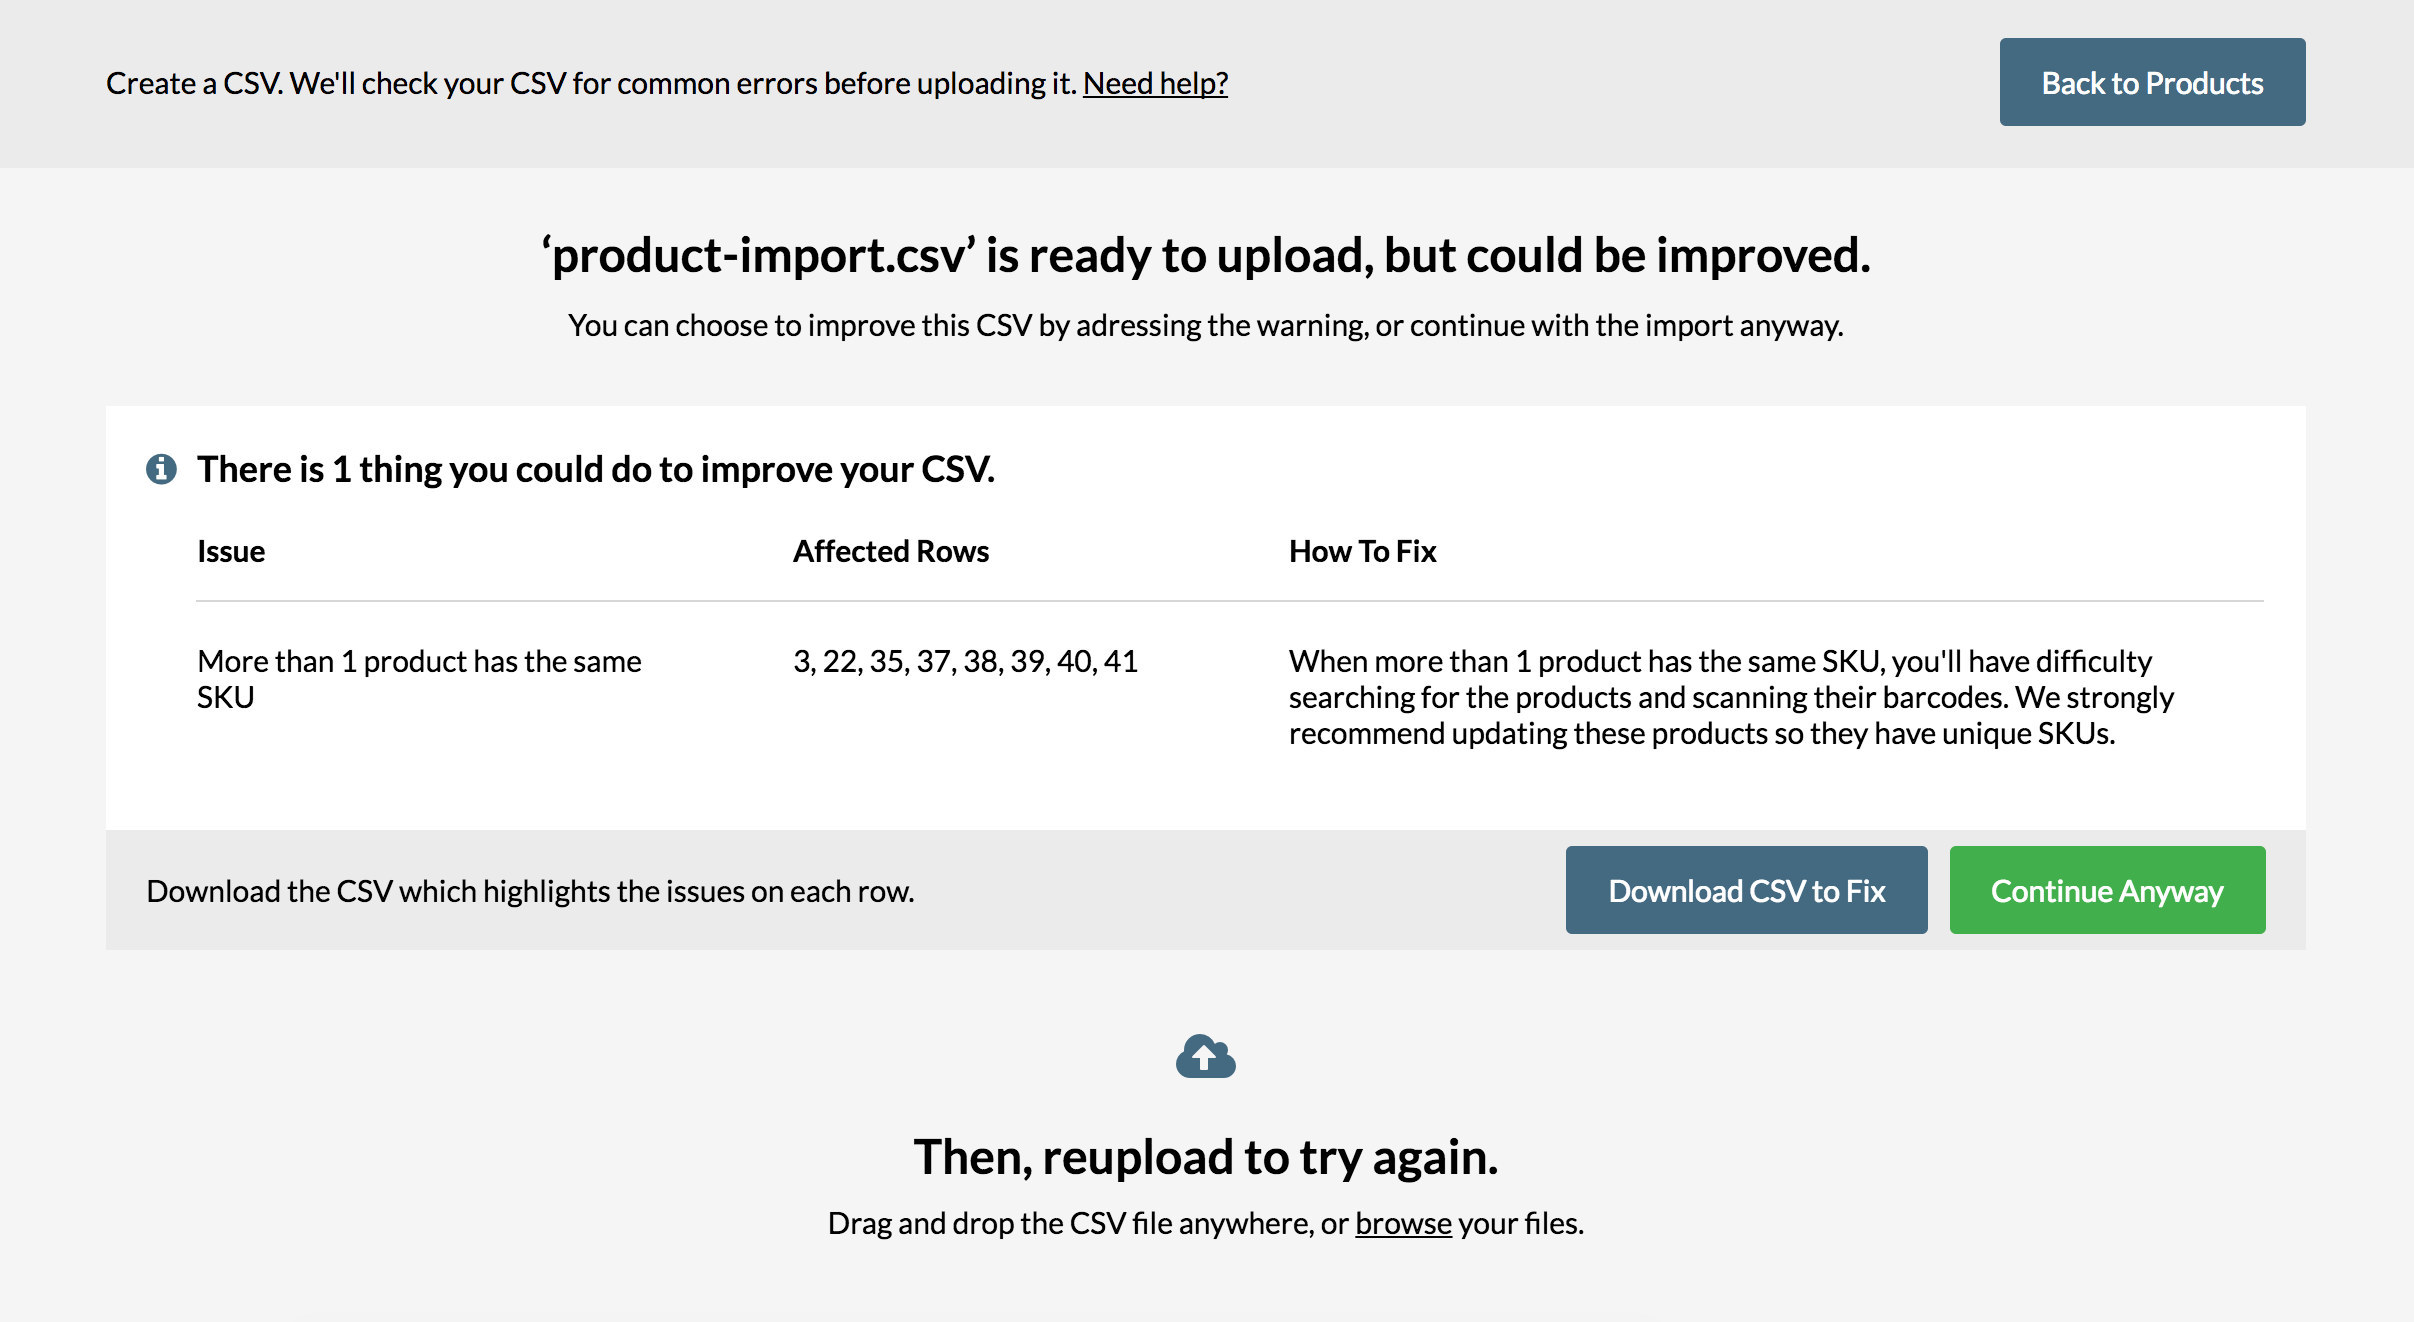 Create a CSV. We'll check your CSV for common errors before uploading it. Need help?
Back to Products
‘product-import.csv’ is ready to upload, but could be improved.
You can choose to improve this CSV by adressing the warning, or continue with the import anyway.
There is 1 thing you could do to improve your CSV.
Issue
Affected Rows
How To Fix
More than 1 product has the same
SKU
3, 22, 35, 37, 38, 39, 40, 41
When more than 1 product has the same SKU, you'll have difficulty
searching for the products and scanning their barcodes. We strongly
recommend updating these products so they have unique SKUs.
Download the CSV which highlights the issues on each row.
Download CSV to Fix
Continue Anyway
Then, reupload to try again.
Drag and drop the CSV file anywhere, or browse your files.